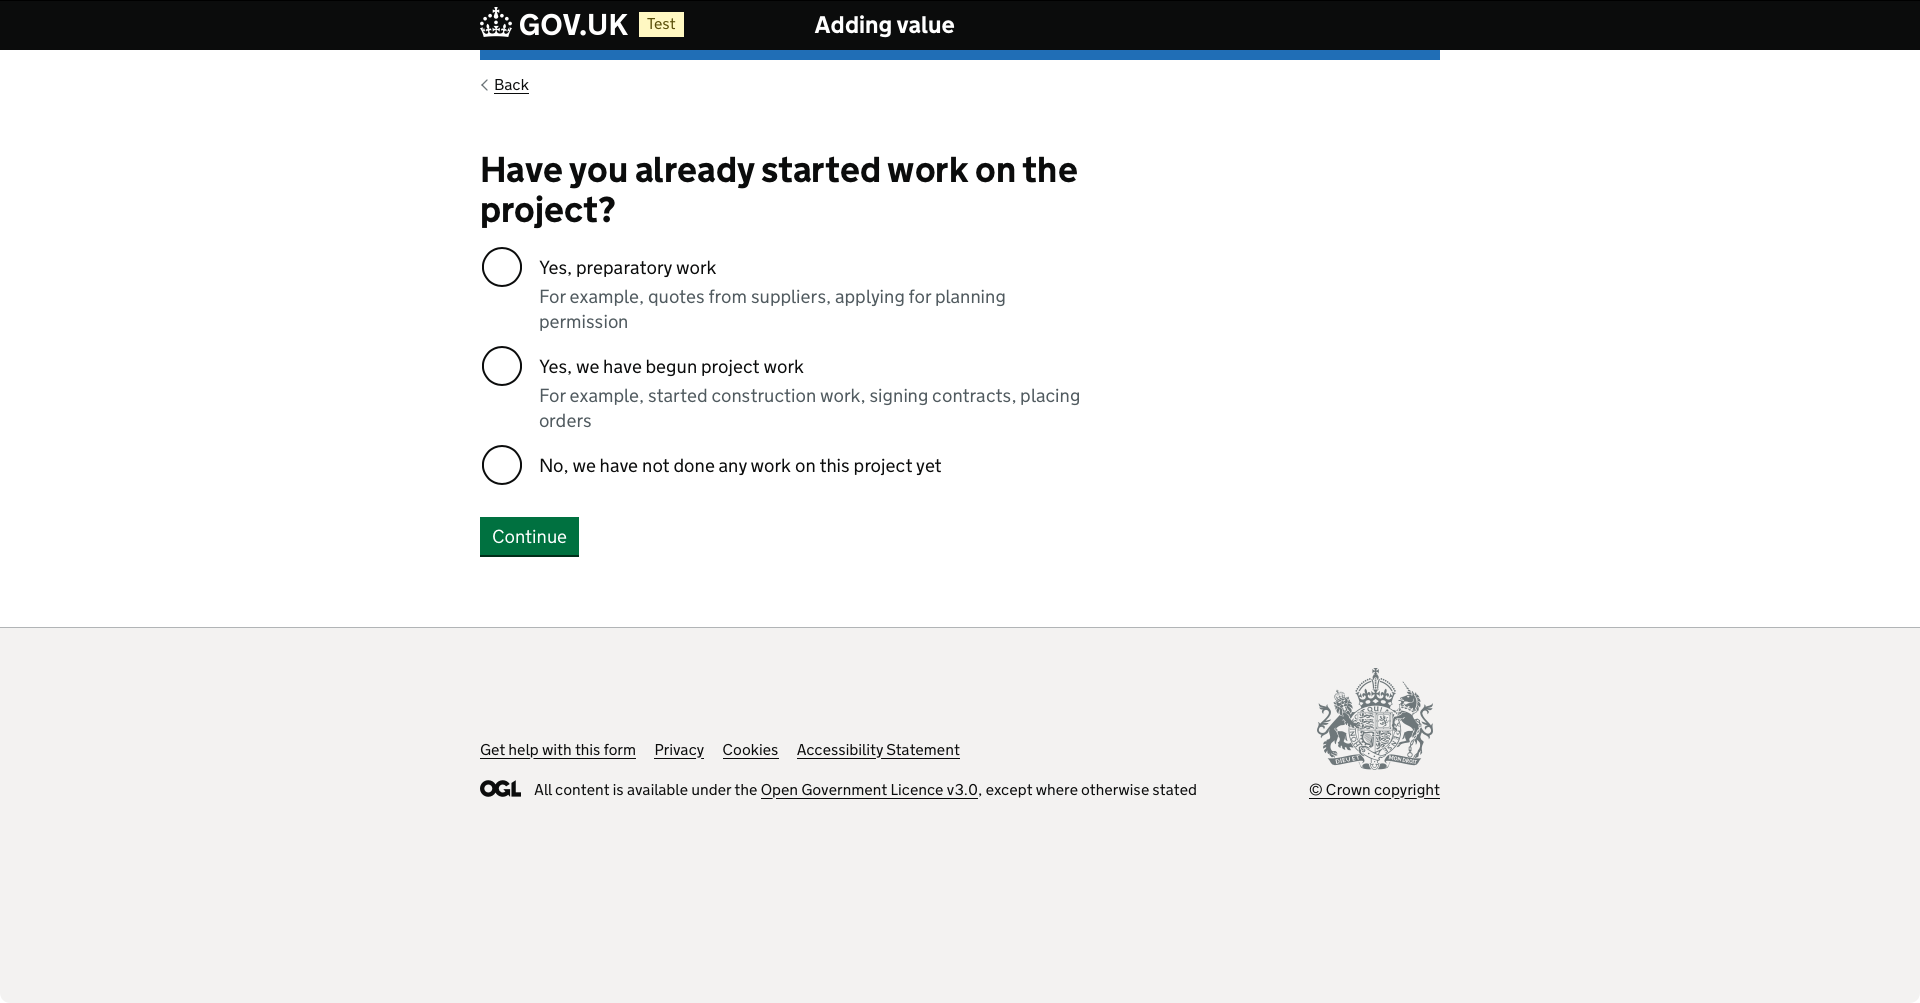 GOV.UK Test Adding value
Back
Have you already started work on the
project?
Yes, preparatory work
For example, quotes from suppliers, applying for planning
permission
Yes, we have begun project work
For example, started construction work, signing contracts, placing
orders
No, we have not done any work on this project yet
Continue
Get help with this form Privacy Cookies Accessibility Statement
OGL All content is available under the Open Government Licence v3.0, except where otherwise stated
DIEU ET MON DROIT
© Crown copyright